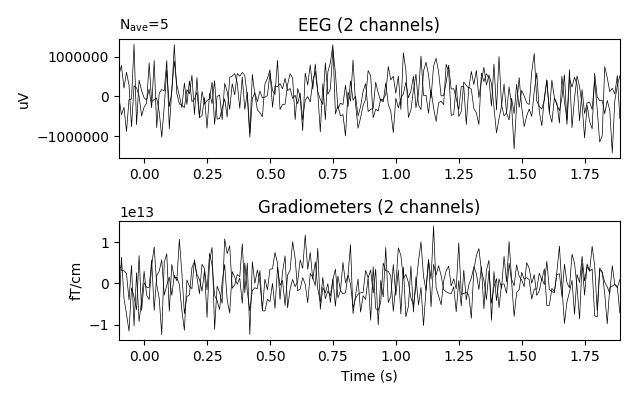 N_ave=5
EEG (2 channels)
1000000
0
−1000000
uV
0.00 0.25 0.50 0.75 1.00 1.25 1.50 1.75
1e13
Gradiometers (2 channels)
1
0
−1
fT/cm
0.00 0.25 0.50 0.75 1.00 1.25 1.50 1.75
Time (s)